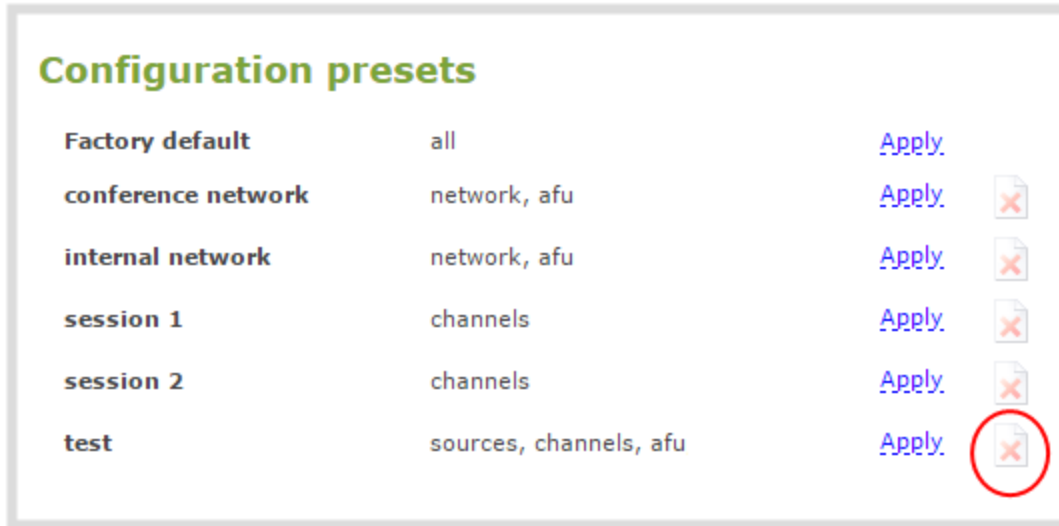 Configuration presets
Factory default all Apply
conference network network, afu Apply
internal network network, afu Apply
session 1 channels Apply
session 2 channels Apply
test sources, channels, afu Apply